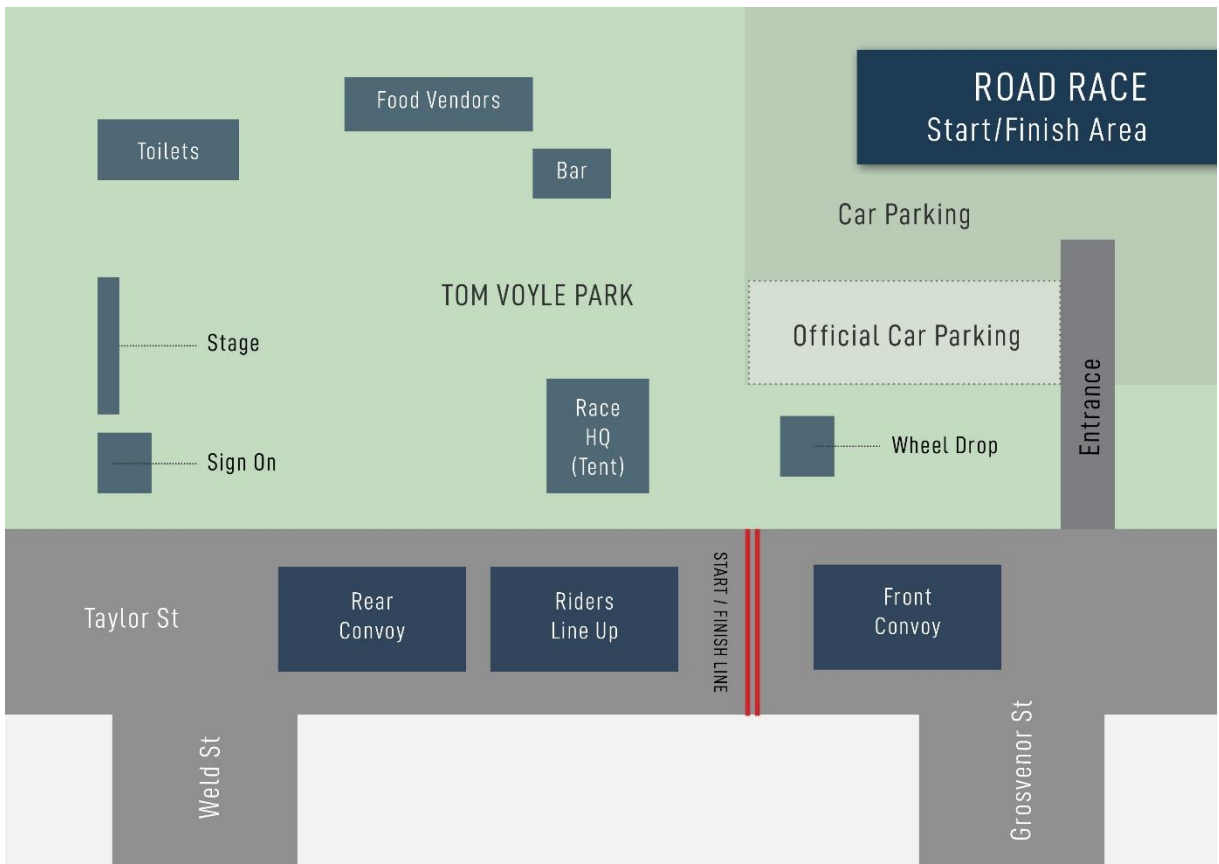 ROAD RACE
Start/Finish Area
Food Vendors
Toilets
Bar
Car Parking
TOM VOYLE PARK
Official Car Parking
Stage
Entrance
Race
HQ
(Tent)
Wheel Drop
Sign On
Taylor St
Rear
Convoy
Riders
Line Up
START / FINISH LINE
Front
Convoy
Weld St
Grosvenor St